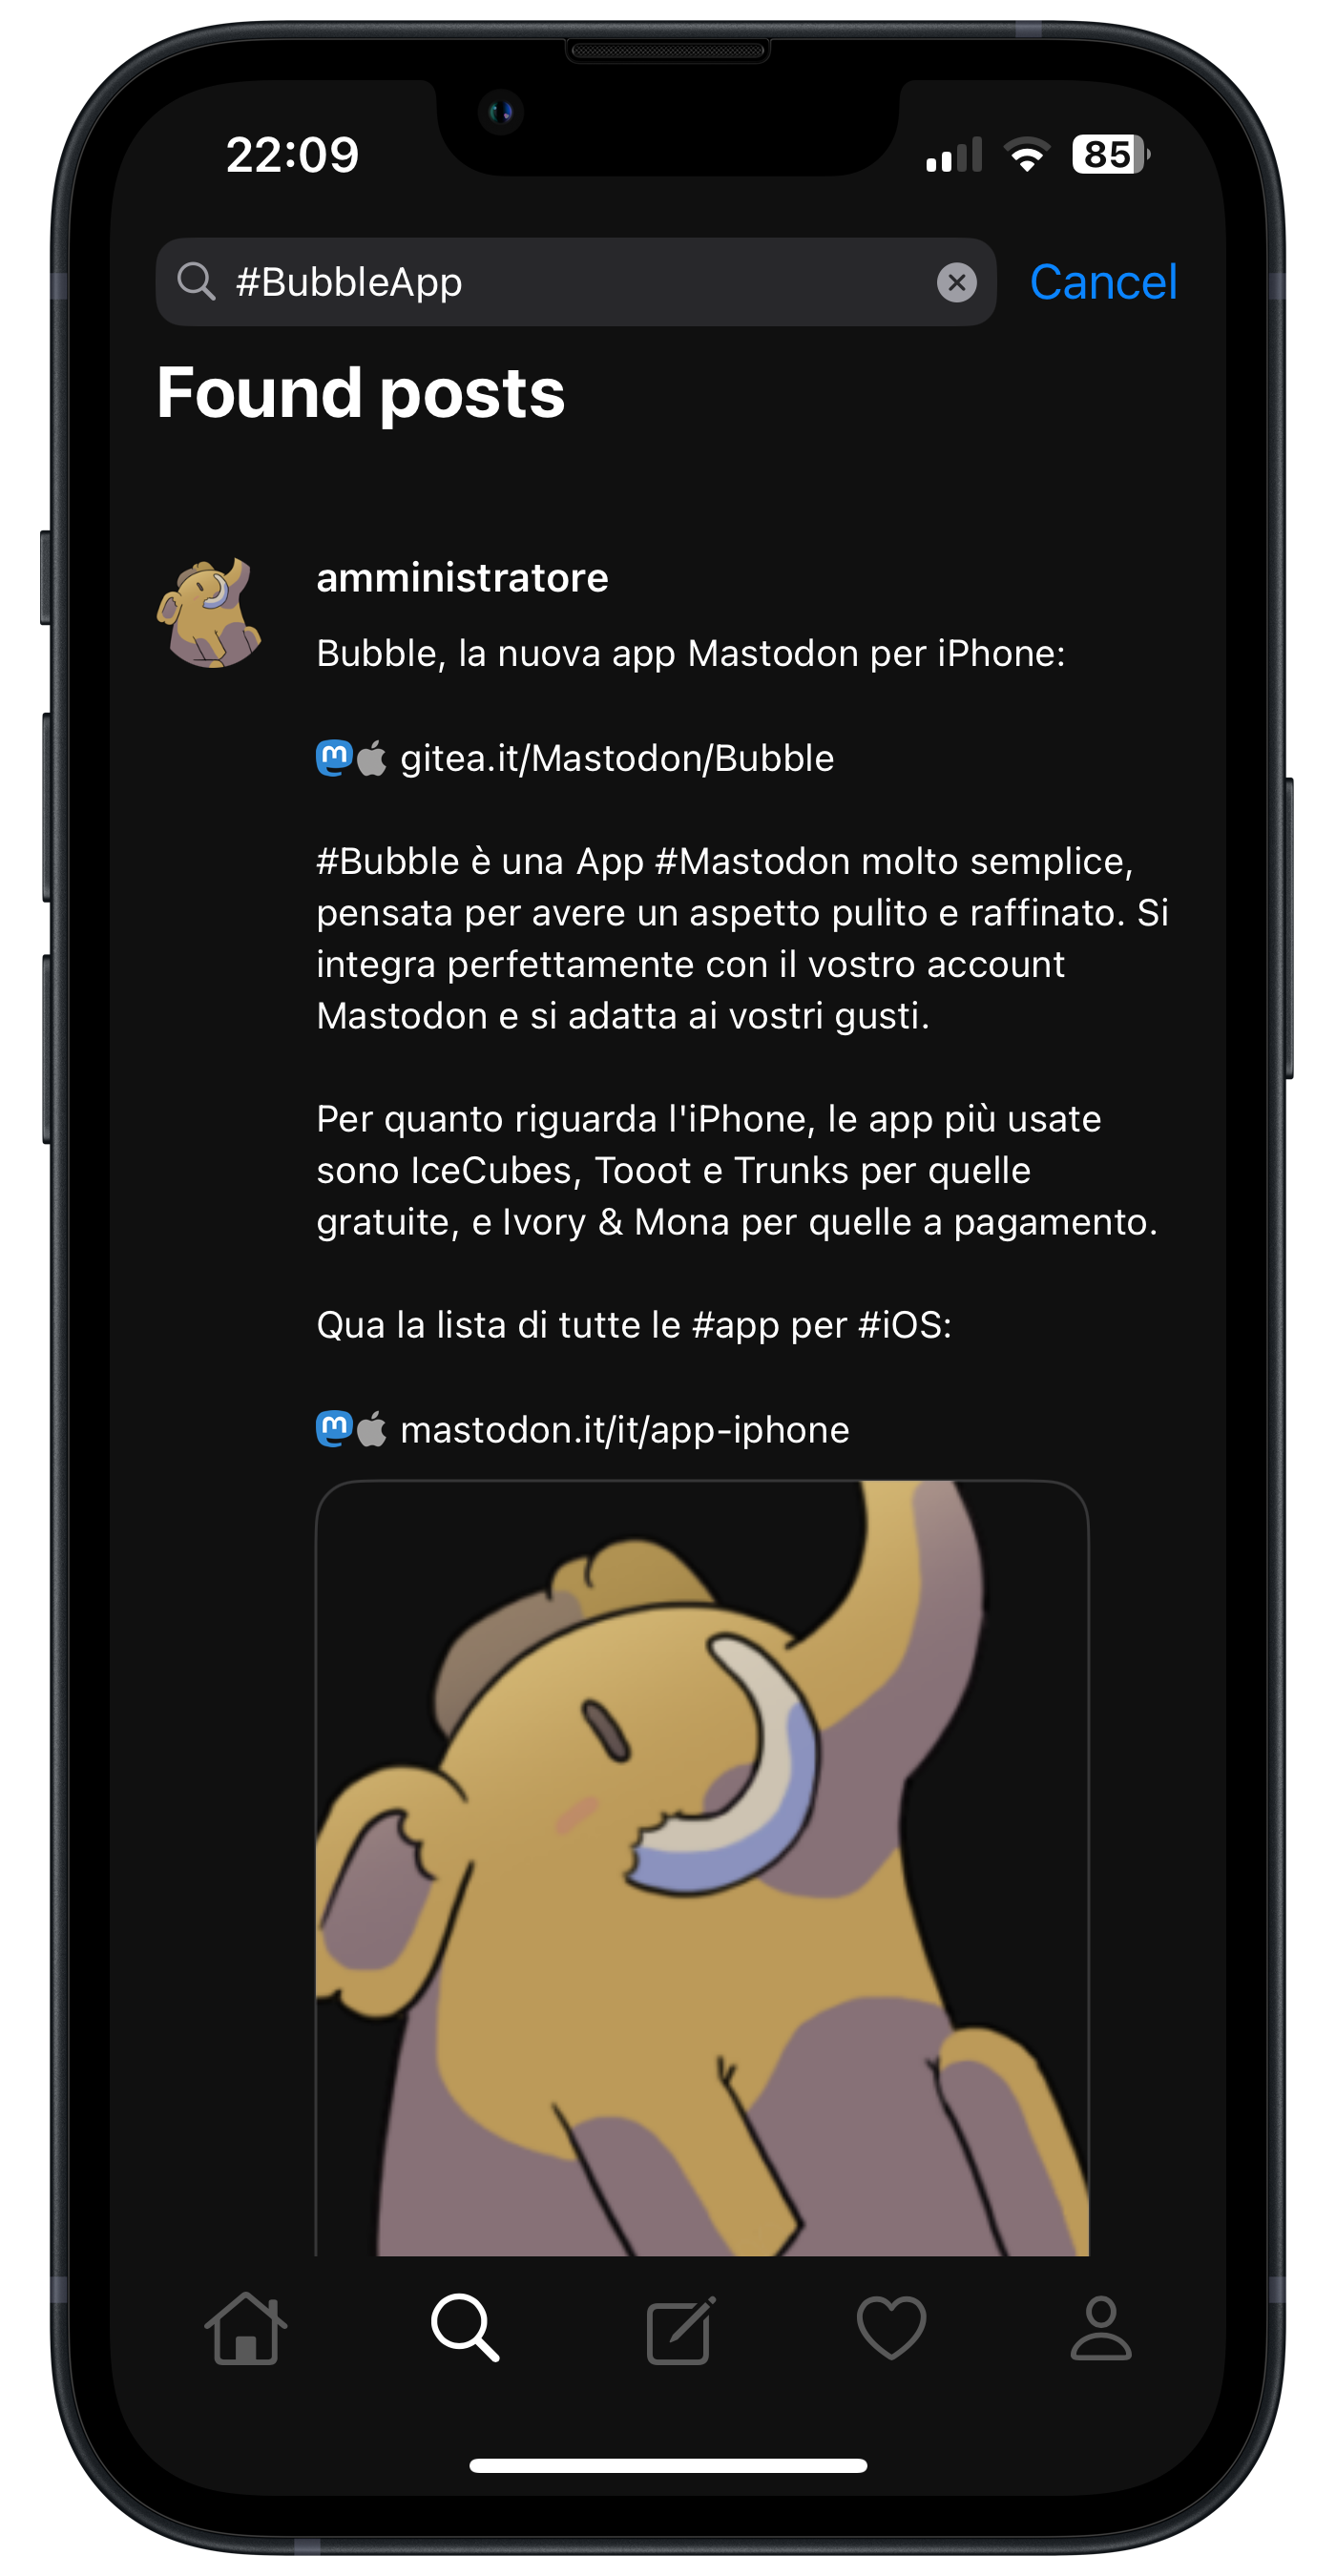 22:09
85
#BubbleApp
Cancel
Found posts
amministratore
Bubble, la nuova app Mastodon per iPhone:
gitea.it/Mastodon/Bubble
#Bubble è una App #Mastodon molto semplice,
pensata per avere un aspetto pulito e raffinato. Si
integra perfettamente con il vostro account
Mastodon e si adatta ai vostri gusti.
Per quanto riguarda l'iPhone, le app più usate
sono IceCubes, Tooot e Trunks per quelle
gratuite, e Ivory & Mona per quelle a pagamento.
Qua la lista di tutte le #app per #iOS:
mastodon.it/it/app-iphone